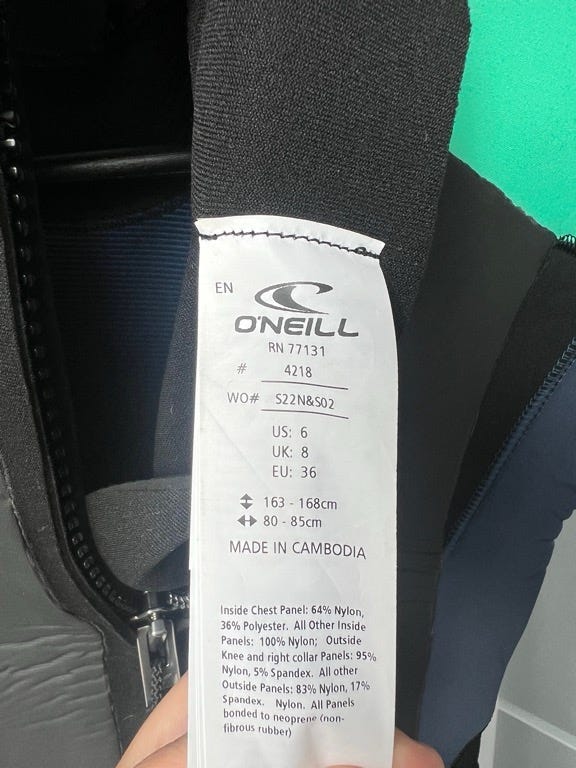 EN
O'NEILL
RN 77131
# 4218
WO# S22N&S02
US: 6
UK: 8
EU: 36
163 - 168cm
80 - 85cm
MADE IN CAMBODIA
Inside Chest Panel: 64% Nylon,
36% Polyester. All Other Inside
Panels: 100% Nylon; Outside
Knee and right collar Panels: 95%
Nylon, 5% Spandex. All other
Outside Panels: 83% Nylon, 17%
Spandex. Nylon. All Panels
bonded to neoprene (non-
fibrous rubber)